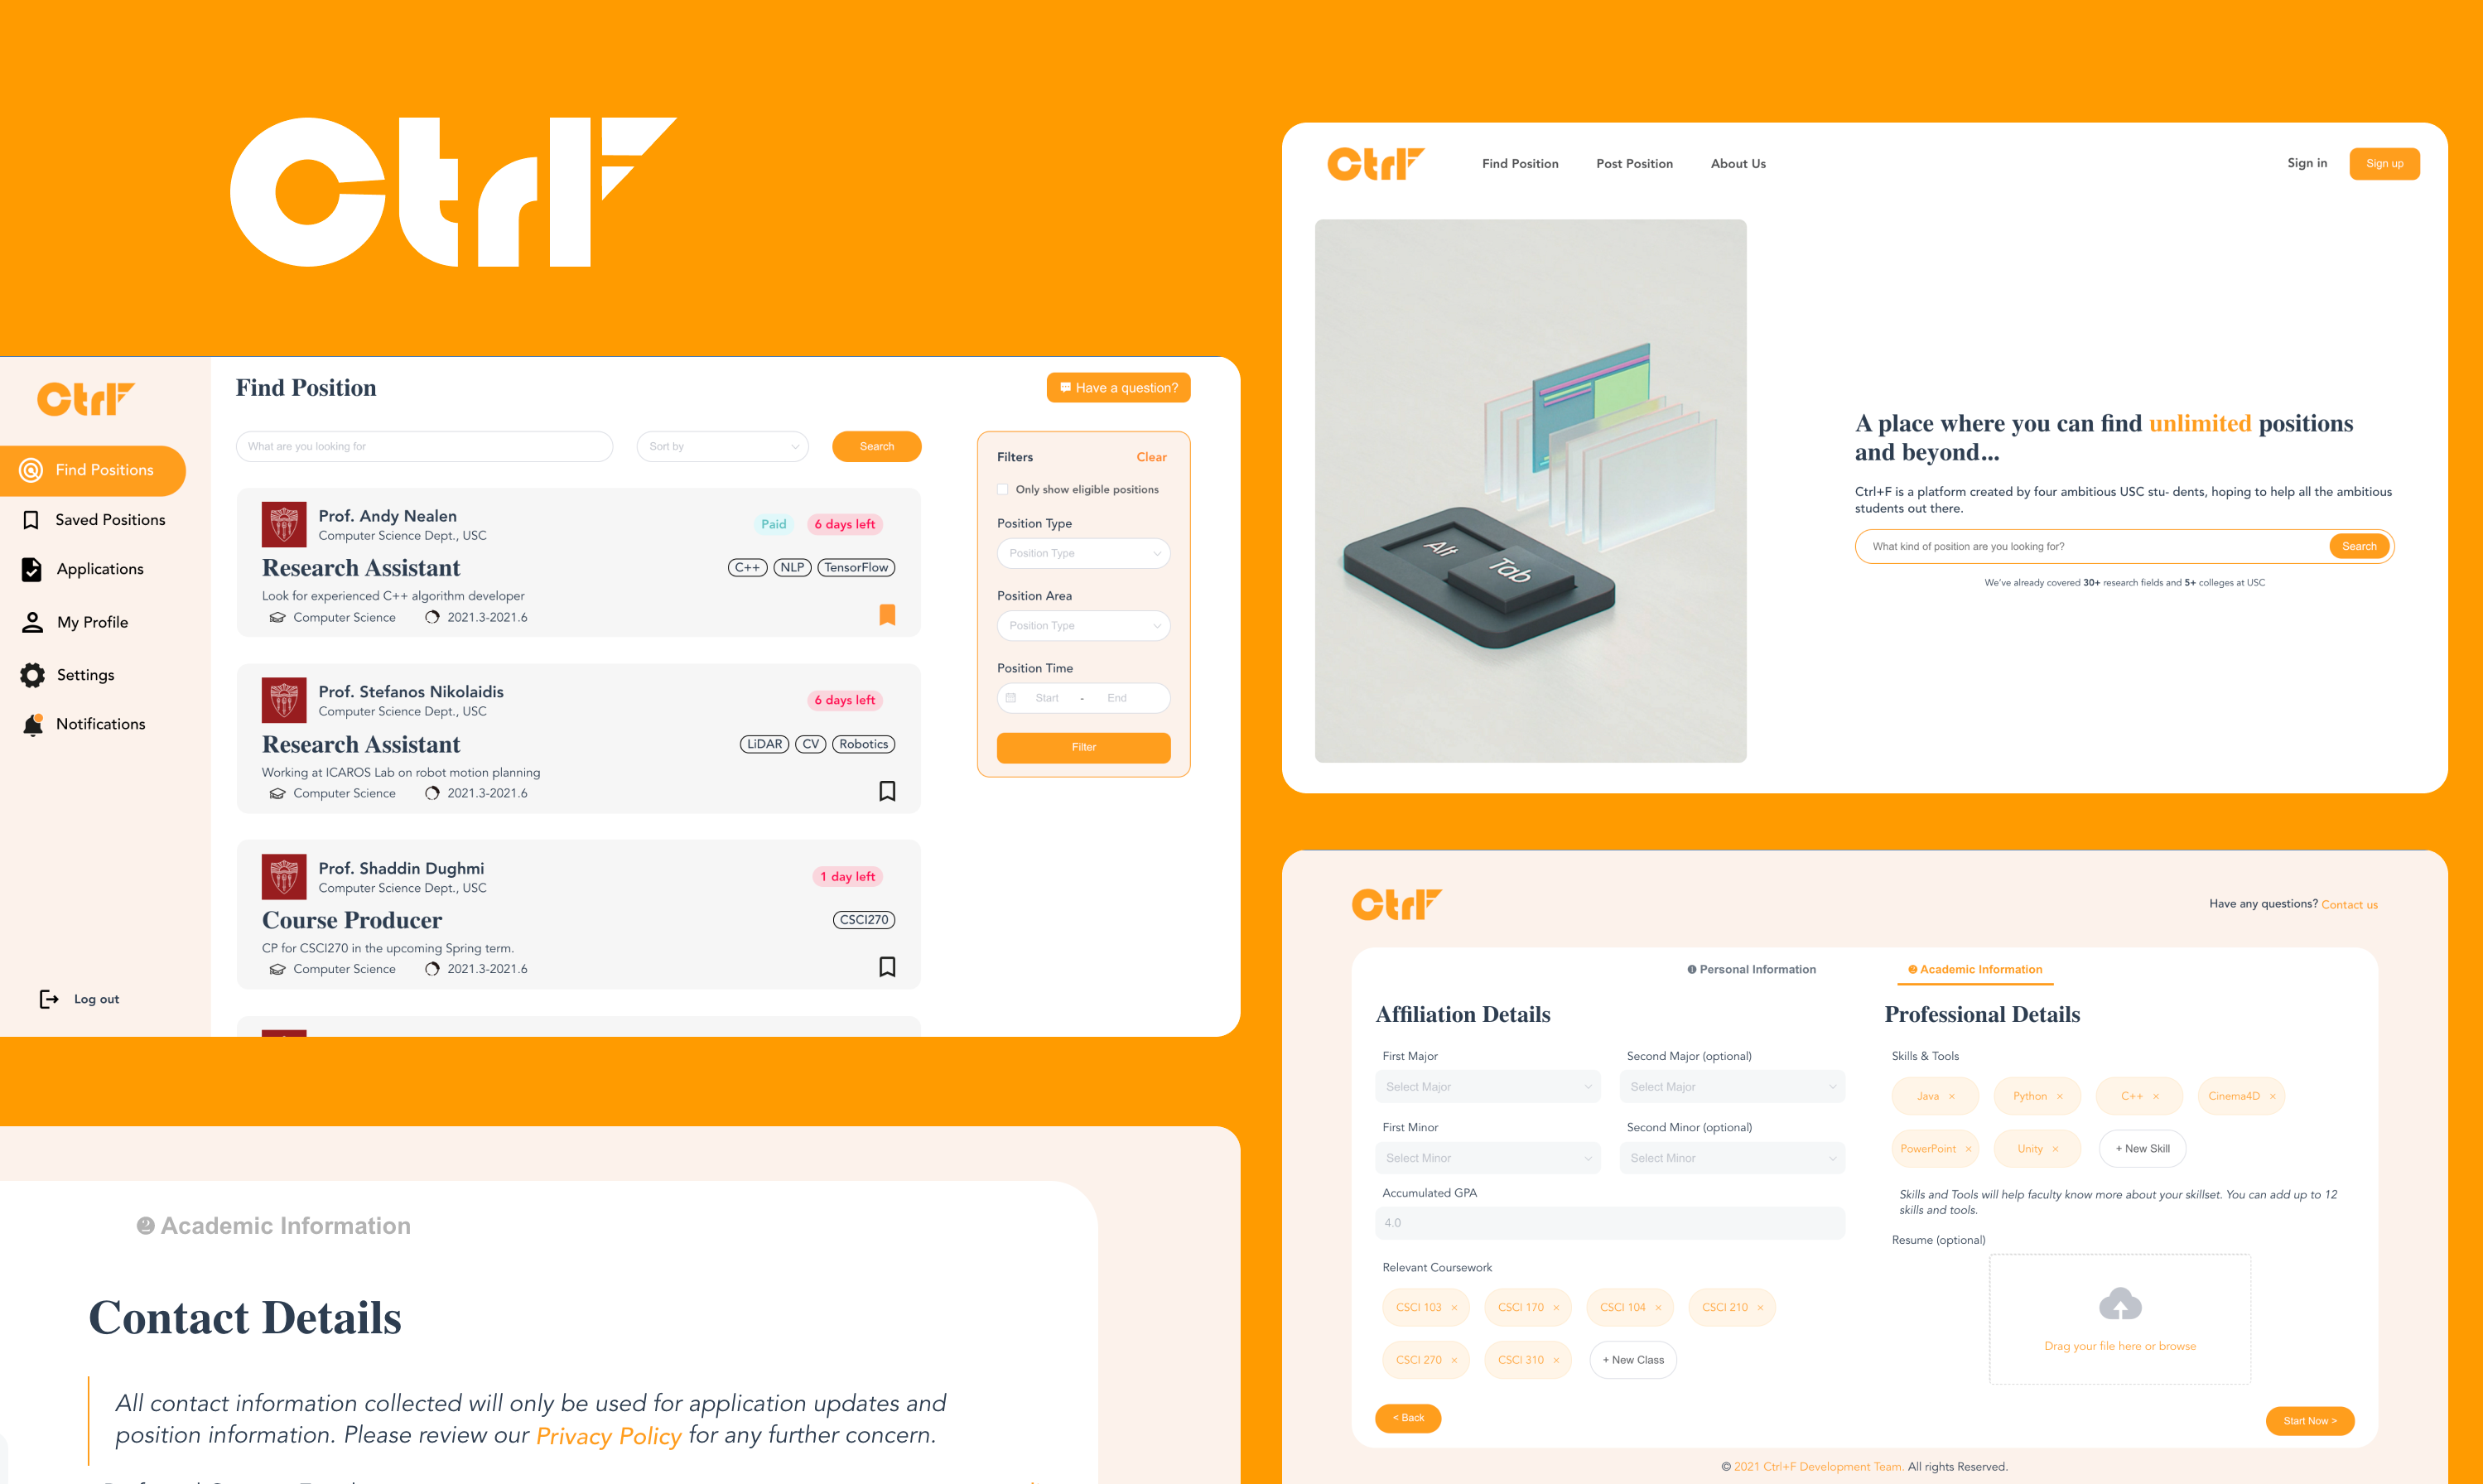 CtrlF
CtrlF
Find Positions
Saved Positions
Applications
My Profile
Settings
Notifications
Log out
Find Position
Have a question?
What are you looking for
Sort by
Search
Prof. Andy Nealen
Computer Science Dept., USC
Paid
6 days left
Research Assistant
C++
NLP
TensorFlow
Look for experienced C++ algorithm developer
Computer Science
2021.3-2021.6
Prof. Stefanos Nikolaidis
Computer Science Dept., USC
6 days left
Research Assistant
LiDAR
CV
Robotics
Working at ICAROS Lab on robot motion planning
Computer Science
2021.3-2021.6
Prof. Shaddin Dughmi
Computer Science Dept., USC
1 day left
Course Producer
CSCI270
CP for CSCI270 in the upcoming Spring term.
Computer Science
2021.3-2021.6
Filters
Clear
Only show eligible positions
Position Type
Position Type
Position Area
Position Type
Position Time
Start - End
Filter
CtrlF
Find Position
Post Position
About Us
Sign in
Sign up
Alt
Tab
A place where you can find unlimited positions
and beyond...
Ctrl+F is a platform created by four ambitious USC stu- dents, hoping to help all the ambitious
students out there.
What kind of position are you looking for?
Search
We've already covered 30+ research fields and 5+ colleges at USC
❷ Academic Information
Contact Details
All contact information collected will only be used for application updates and
position information. Please review our Privacy Policy for any further concern.
CtrlF
Have any questions? Contact us
❶ Personal Information
❷ Academic Information
Affiliation Details
First Major
Second Major (optional)
Select Major
Select Major
First Minor
Second Minor (optional)
Select Minor
Select Minor
Accumulated GPA
4.0
Relevant Coursework
CSCI 103 ×
CSCI 170 ×
CSCI 104 ×
CSCI 210 ×
CSCI 270 ×
CSCI 310 ×
+ New Class
< Back
Professional Details
Skills & Tools
Java ×
Python ×
C++ ×
Cinema4D ×
PowerPoint ×
Unity ×
+ New Skill
Skills and Tools will help faculty know more about your skillset. You can add up to 12
skills and tools.
Resume (optional)
Drag your file here or browse
Start Now >
© 2021 Ctrl+F Development Team. All rights Reserved.